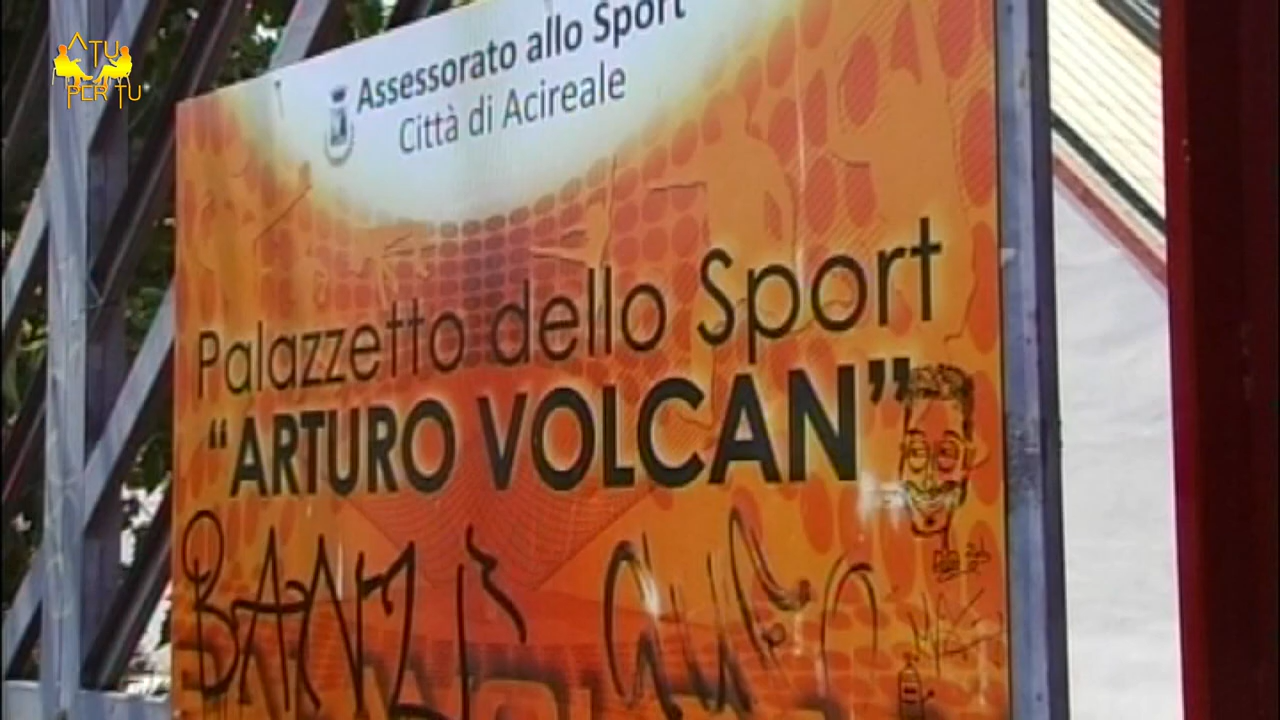 A TU
PER TU
Assessorato allo Sport
Città di Acireale
Palazzetto dello Sport
“ARTURO VOLCAN”